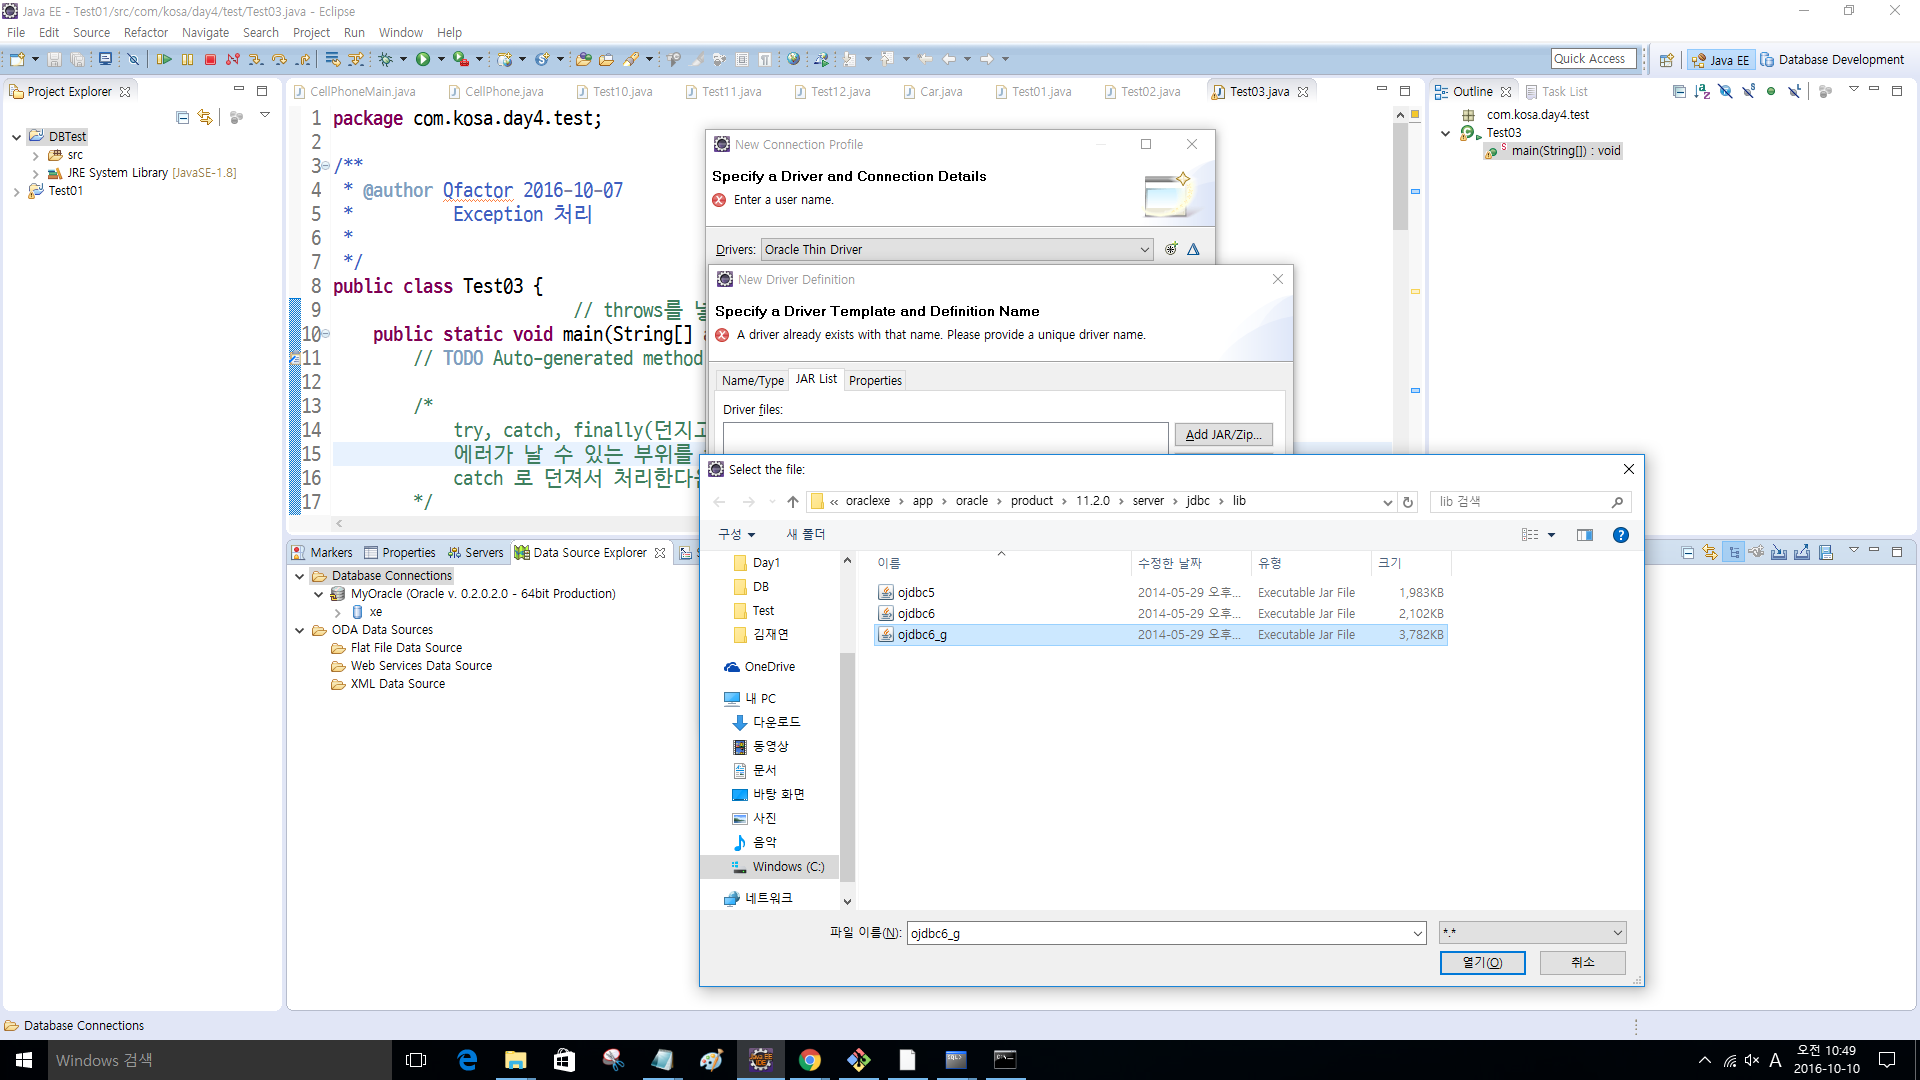 Java EE - Test01/src/com/kosa/day4/test/Test03.java - Eclipse
File Edit Source Refactor Navigate Search Project Run Window Help
Quick Access
Java EE
Database Development
Project Explorer
DBTest
src
JRE System Library [JavaSE-1.8]
Test01
CellPhoneMain.java CellPhone.java Test10.java Test11.java Test12.java Car.java Test01.java Test02.java Test03.java
1 package com.kosa.day4.test;
2
3 /**
4 * @author Qfactor 2016-10-07
5 * Exception 처리
6 *
7 */
8 public class Test03 {
9 // throws를
10 public static void main(String[]
11 // TODO Auto-generated method
12
13 /*
14 try, catch, finally(던지고
15 에러가 날 수 있는 부위를
16 catch 로 던져서 처리한다
17 */
Outline
Task List
com.kosa.day4.test
Test03
main(String[]) : void
New Connection Profile
Specify a Driver and Connection Details
Enter a user name.
Drivers: Oracle Thin Driver
New Driver Definition
Specify a Driver Template and Definition Name
A driver already exists with that name. Please provide a unique driver name.
Name/Type JAR List Properties
Driver files:
Add JAR/Zip...
Markers Properties Servers Data Source Explorer
Database Connections
MyOracle (Oracle v. 0.2.0.2.0 - 64bit Production)
xe
ODA Data Sources
Flat File Data Source
Web Services Data Source
XML Data Source
Select the file:
« oraclexe › app › oracle › product › 11.2.0 › server › jdbc › lib
lib 검색
구성
새 폴더
Day1
DB
Test
김재연
OneDrive
내 PC
다운로드
동영상
문서
바탕 화면
사진
음악
Windows (C:)
네트워크
이름 수정한 날짜 유형 크기
ojdbc5 2014-05-29 오후... Executable Jar File 1,983KB
ojdbc6 2014-05-29 오후... Executable Jar File 2,102KB
ojdbc6_g 2014-05-29 오후... Executable Jar File 3,782KB
파일 이름(N): ojdbc6_g
*.*
열기(O)
취소
Database Connections
Windows 검색
A
오전 10:49
2016-10-10